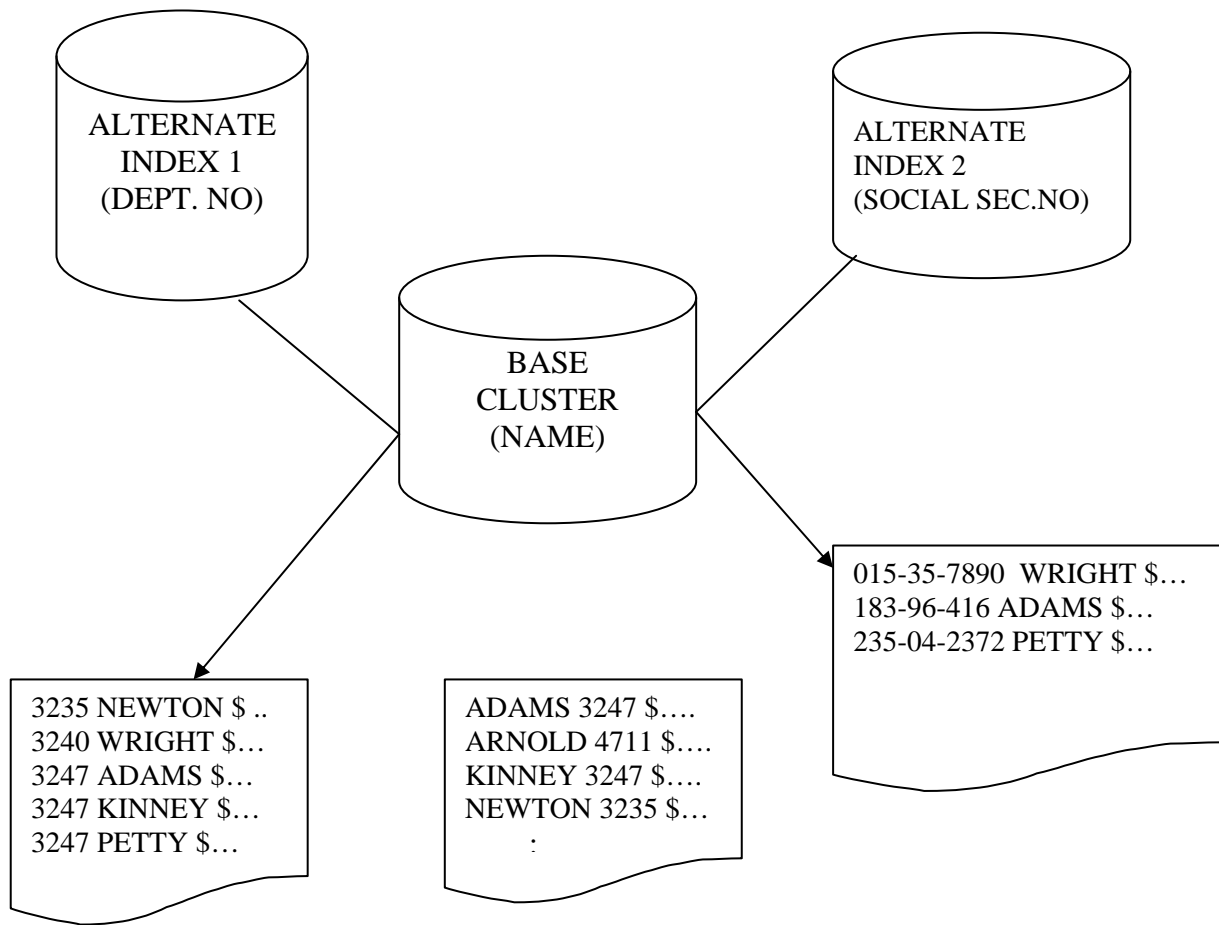 ALTERNATE
INDEX 1
(DEPT. NO)
ALTERNATE
INDEX 2
(SOCIAL SEC.NO)
BASE
CLUSTER
(NAME)
015-35-7890 WRIGHT $…
183-96-416 ADAMS $…
235-04-2372 PETTY $…
3235 NEWTON $ ..
3240 WRIGHT $…
3247 ADAMS $…
3247 KINNEY $…
3247 PETTY $…
ADAMS 3247 $….
ARNOLD 4711 $….
KINNEY 3247 $….
NEWTON 3235 $…
: